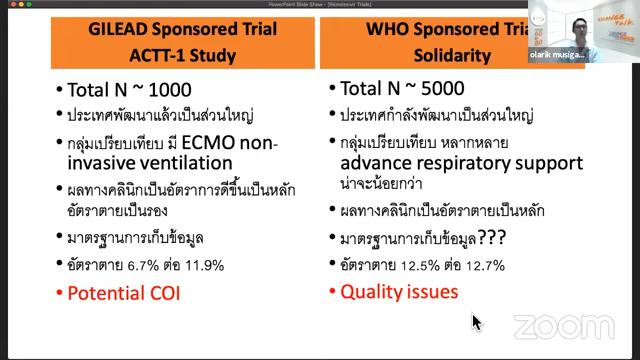 PowerPoint Slide Show - [Remdesivir Trials]
GILEAD Sponsored Trial
ACTT-1 Study
• Total N ~ 1000
• ประเทศพัฒนาแล้วเป็นส่วนใหญ่
• กลุ่มเปรียบเทียบ มี ECMO non-
invasive ventilation
• ผลทางคลินิกเป็นอัตราการดีขึ้นเป็นหลัก
อัตราตายเป็นรอง
• มาตรฐานการเก็บข้อมูล
• อัตราตาย 6.7% ต่อ 11.9%
• Potential COI
WHO Sponsored Trial
Solidarity
• Total N ~ 5000
• ประเทศกำลังพัฒนาเป็นส่วนใหญ่
• กลุ่มเปรียบเทียบ หลากหลาย
advance respiratory support
น่าจะน้อยกว่า
• ผลทางคลินิกเป็นอัตราตายเป็นหลัก
• มาตรฐานการเก็บข้อมูล???
• อัตราตาย 12.5% ต่อ 12.7%
• Quality issues
olarik musiga...
zoom